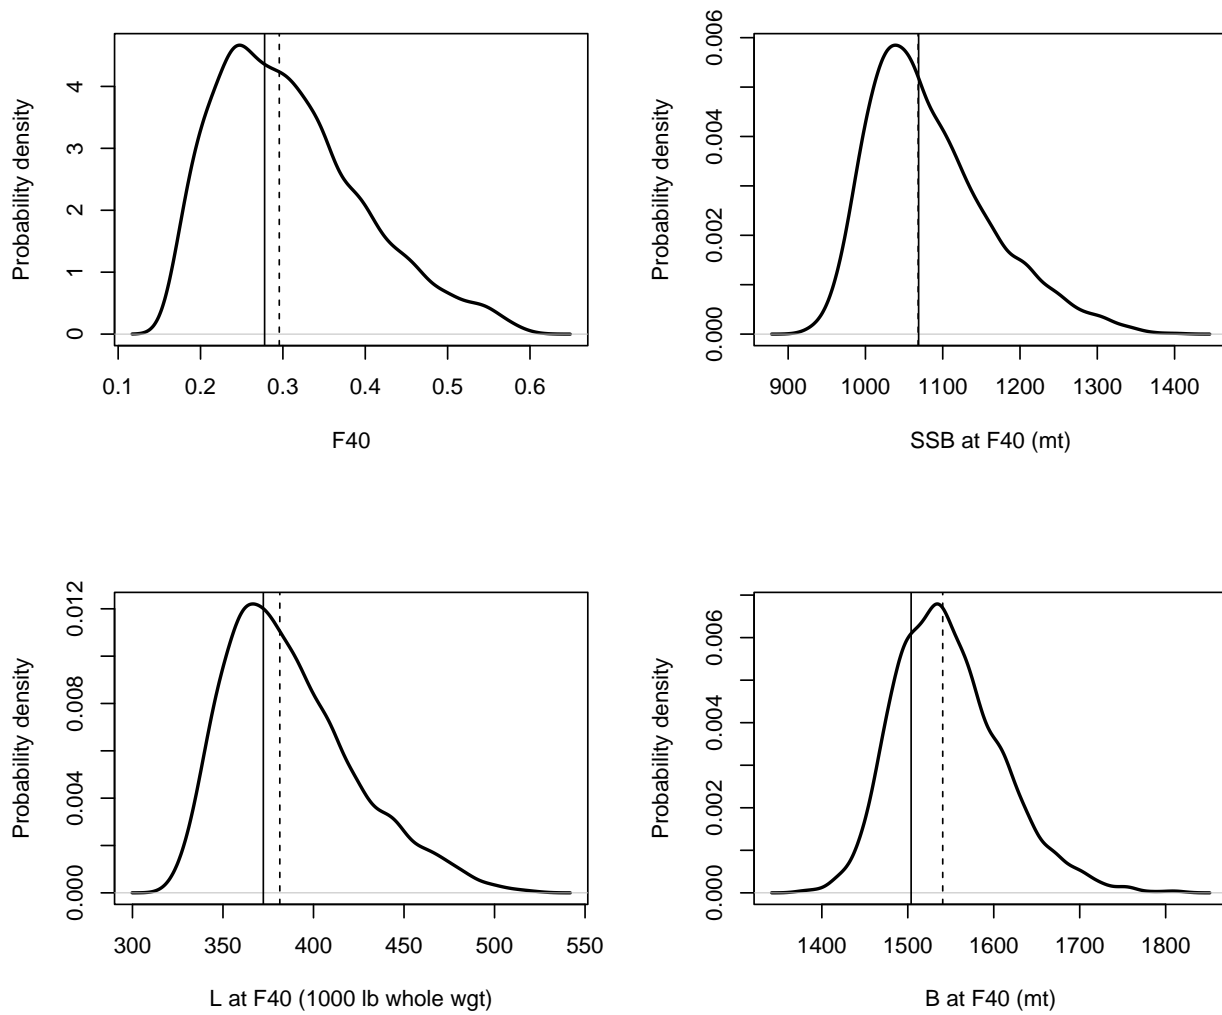 Probability density
0 1 2 3 4
0.1 0.2 0.3 0.4 0.5 0.6
F40
Probability density
0.000 0.002 0.004 0.006
900 1000 1100 1200 1300 1400
SSB at F40 (mt)
Probability density
0.000 0.004 0.008 0.012
300 350 400 450 500 550
L at F40 (1000 lb whole wgt)
Probability density
0.000 0.002 0.004 0.006
1400 1500 1600 1700 1800
B at F40 (mt)